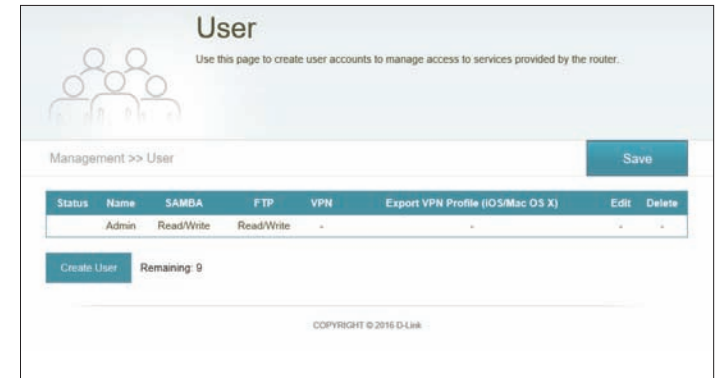 User
Use this page to create user accounts to manage access to services provided by the router.
Management >> User
Save
Status Name SAMBA FTP VPN Export VPN Profile (iOS/Mac OS X) Edit Delete
Admin Read/Write Read/Write - - - -
Create User Remaining: 9
COPYRIGHT © 2016 D-Link